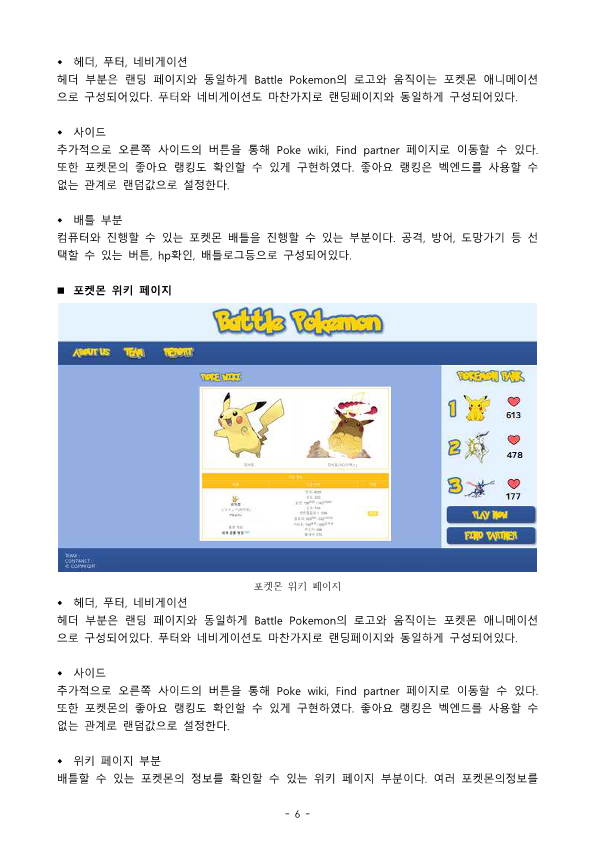 ◆ 헤더, 푸터, 네비게이션
헤더 부분은 랜딩 페이지와 동일하게 Battle Pokemon의 로고와 움직이는 포켓몬 애니메이션
으로 구성되어있다. 푸터와 네비게이션도 마찬가지로 랜딩페이지와 동일하게 구성되어있다.
◆ 사이드
추가적으로 오른쪽 사이드의 버튼을 통해 Poke wiki, Find partner 페이지로 이동할 수 있다.
또한 포켓몬의 좋아요 랭킹도 확인할 수 있게 구현하였다. 좋아요 랭킹은 벡엔드를 사용할 수
없는 관계로 랜덤값으로 설정한다.
◆ 배틀 부분
컴퓨터와 진행할 수 있는 포켓몬 배틀을 진행할 수 있는 부분이다. 공격, 방어, 도망가기 등 선
택할 수 있는 버튼, hp확인, 배틀로그등으로 구성되어있다.
■ 포켓몬 위키 페이지
Battle Pokemon
ABOUT US TEAM REPORT
POKE WIKI
POKEMON RANK
1 613
2 478
3 177
PLAY NOW
FIND PARTNER
TEAM :
CONTANCT :
© COPYRIGHT
포켓몬 위키 페이지
◆ 헤더, 푸터, 네비게이션
헤더 부분은 랜딩 페이지와 동일하게 Battle Pokemon의 로고와 움직이는 포켓몬 애니메이션
으로 구성되어있다. 푸터와 네비게이션도 마찬가지로 랜딩페이지와 동일하게 구성되어있다.
◆ 사이드
추가적으로 오른쪽 사이드의 버튼을 통해 Poke wiki, Find partner 페이지로 이동할 수 있다.
또한 포켓몬의 좋아요 랭킹도 확인할 수 있게 구현하였다. 좋아요 랭킹은 벡엔드를 사용할 수
없는 관계로 랜덤값으로 설정한다.
◆ 위키 페이지 부분
배틀할 수 있는 포켓몬의 정보를 확인할 수 있는 위키 페이지 부분이다. 여러 포켓몬의정보를
- 6 -